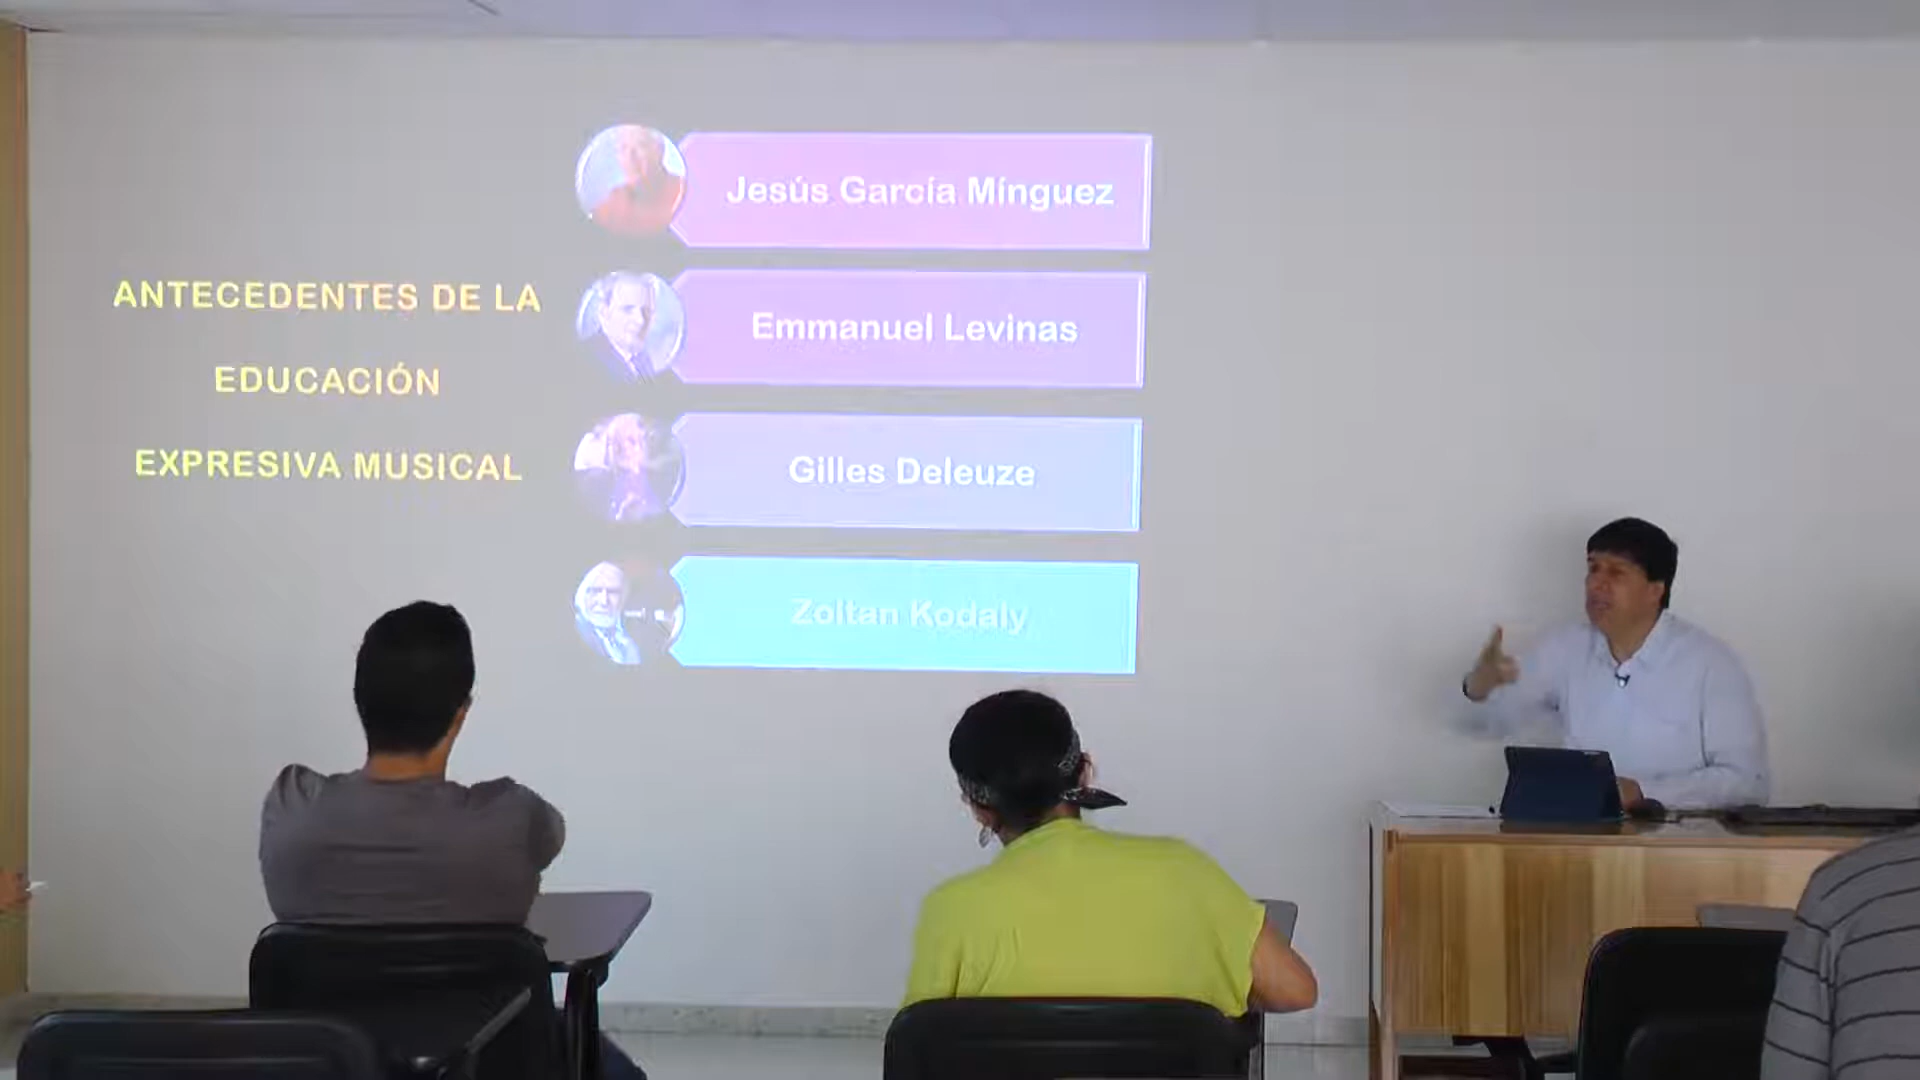 ANTECEDENTES DE LA
EDUCACIÓN
EXPRESIVA MUSICAL
Jesús García Mínguez
Emmanuel Levinas
Gilles Deleuze
Zoltan Kodaly